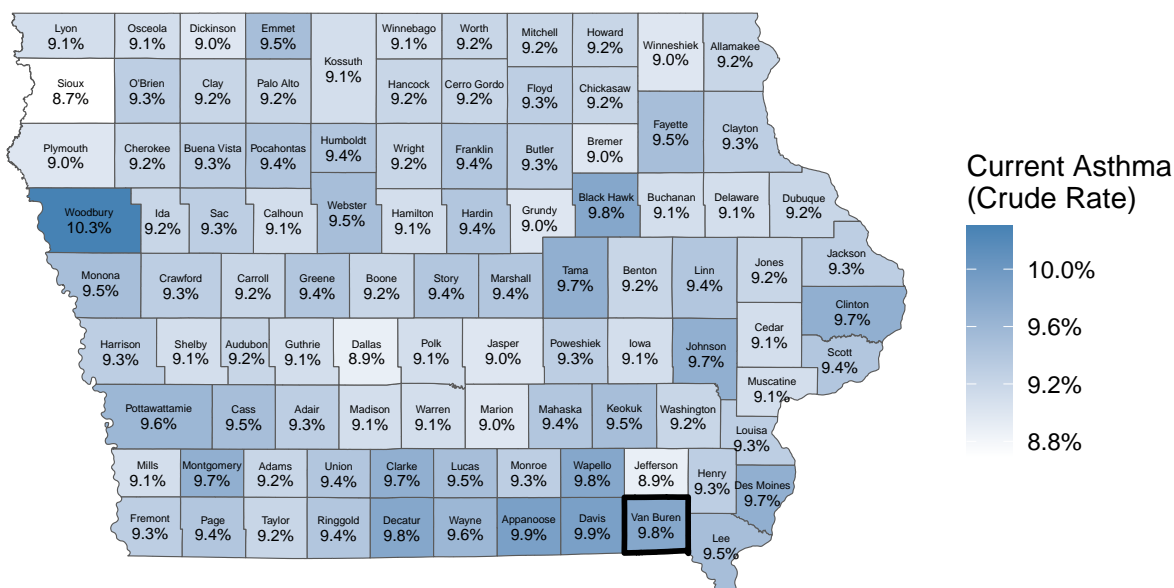 Lyon
9.1%
Osceola
9.1%
Dickinson
9.0%
Emmet
9.5%
Kossuth
9.1%
Winnebago
9.1%
Worth
9.2%
Mitchell
9.2%
Howard
9.2%
Winneshiek
9.0%
Allamakee
9.2%
Sioux
8.7%
O'Brien
9.3%
Clay
9.2%
Palo Alto
9.2%
Hancock
9.2%
Cerro Gordo
9.2%
Floyd
9.3%
Chickasaw
9.2%
Fayette
9.5%
Clayton
9.3%
Plymouth
9.0%
Cherokee
9.2%
Buena Vista
9.3%
Pocahontas
9.4%
Humboldt
9.4%
Wright
9.2%
Franklin
9.4%
Butler
9.3%
Bremer
9.0%
Woodbury
10.3%
Ida
9.2%
Sac
9.3%
Calhoun
9.1%
Webster
9.5%
Hamilton
9.1%
Hardin
9.4%
Grundy
9.0%
Black Hawk
9.8%
Buchanan
9.1%
Delaware
9.1%
Dubuque
9.2%
Monona
9.5%
Crawford
9.3%
Carroll
9.2%
Greene
9.4%
Boone
9.2%
Story
9.4%
Marshall
9.4%
Tama
9.7%
Benton
9.2%
Linn
9.4%
Jones
9.2%
Jackson
9.3%
Clinton
9.7%
Harrison
9.3%
Shelby
9.1%
Audubon
9.2%
Guthrie
9.1%
Dallas
8.9%
Polk
9.1%
Jasper
9.0%
Poweshiek
9.3%
Iowa
9.1%
Johnson
9.7%
Cedar
9.1%
Scott
9.4%
Muscatine
9.1%
Pottawattamie
9.6%
Cass
9.5%
Adair
9.3%
Madison
9.1%
Warren
9.1%
Marion
9.0%
Mahaska
9.4%
Keokuk
9.5%
Washington
9.2%
Louisa
9.3%
Mills
9.1%
Montgomery
9.7%
Adams
9.2%
Union
9.4%
Clarke
9.7%
Lucas
9.5%
Monroe
9.3%
Wapello
9.8%
Jefferson
8.9%
Henry
9.3%
Des Moines
9.7%
Fremont
9.3%
Page
9.4%
Taylor
9.2%
Ringgold
9.4%
Decatur
9.8%
Wayne
9.6%
Appanoose
9.9%
Davis
9.9%
Van Buren
9.8%
Lee
9.5%
Current Asthma
(Crude Rate)
10.0%
9.6%
9.2%
8.8%